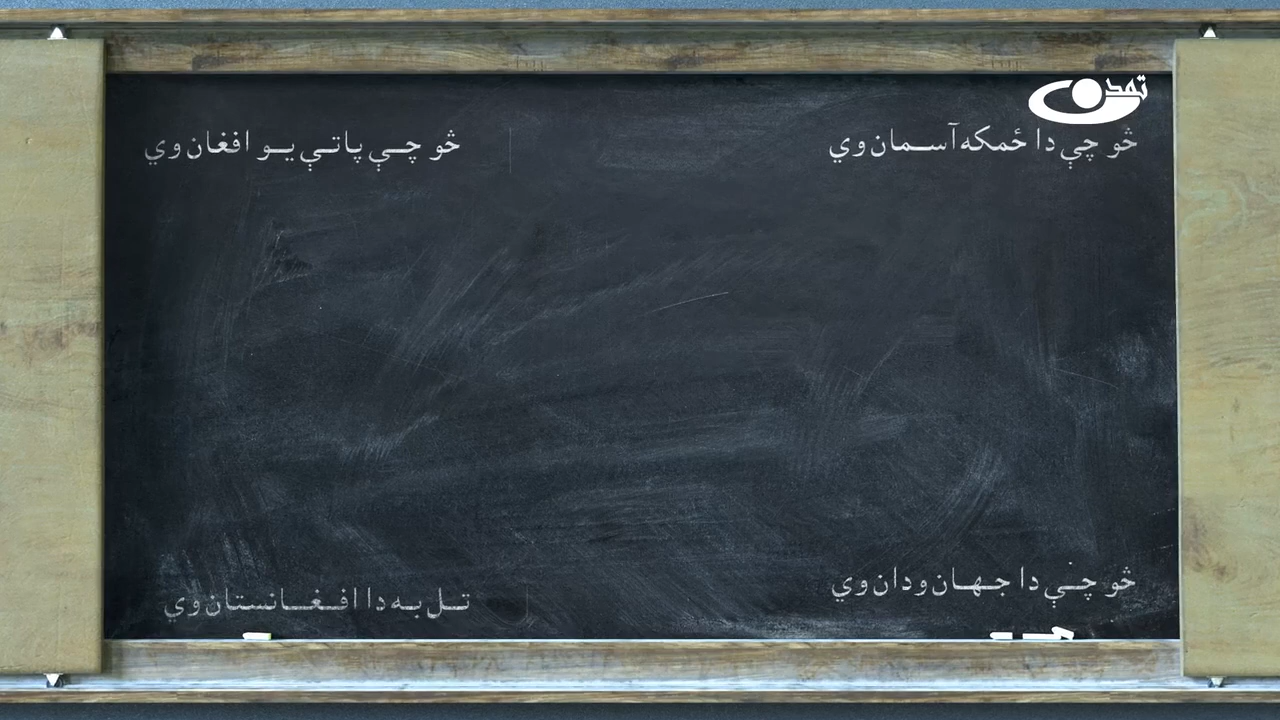 تمدن
څو چې دا ځمکه آسمان وي
څو چې پاتې يو افغان وي
څو چې دا جهان ودان وي
تل به دا افغانستان وي